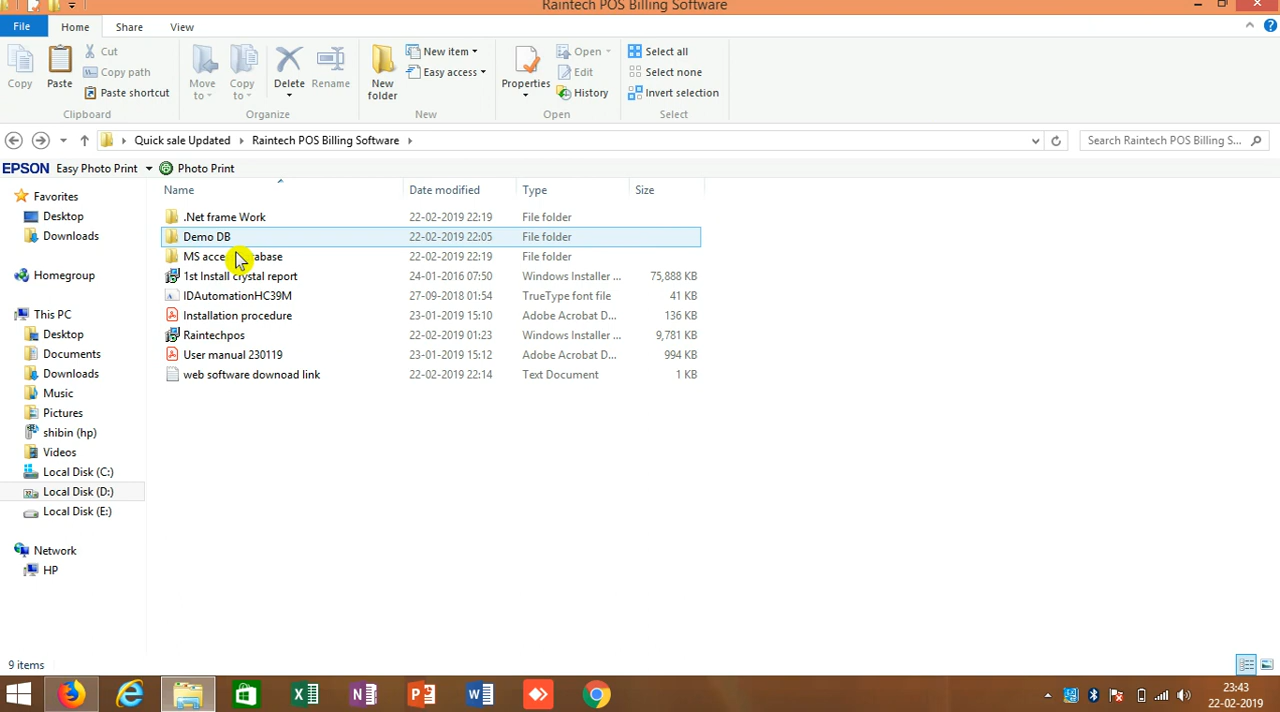 Raintech POS Billing Software
File Home Share View
Copy
Paste
Cut
Copy path
Paste shortcut
Clipboard
Move to
Copy to
Delete
Rename
Organize
New folder
New item
Easy access
New
Properties
Open
Edit
History
Open
Select all
Select none
Invert selection
Select
Quick sale Updated Raintech POS Billing Software
Search Raintech POS Billing S...
EPSON Easy Photo Print Photo Print
Favorites
Desktop
Downloads
Homegroup
This PC
Desktop
Documents
Downloads
Music
Pictures
shibin (hp)
Videos
Local Disk (C:)
Local Disk (D:)
Local Disk (E:)
Network
HP
Name Date modified Type Size
.Net frame Work 22-02-2019 22:19 File folder
Demo DB 22-02-2019 22:05 File folder
MS access database 22-02-2019 22:19 File folder
1st Install crystal report 24-01-2016 07:50 Windows Installer ... 75,888 KB
IDAutomationHC39M 27-09-2018 01:54 TrueType font file 41 KB
Installation procedure 23-01-2019 15:10 Adobe Acrobat D... 136 KB
Raintechpos 22-02-2019 01:23 Windows Installer ... 9,781 KB
User manual 230119 23-01-2019 15:12 Adobe Acrobat D... 994 KB
web software downoad link 22-02-2019 22:14 Text Document 1 KB
9 items
23:43
22-02-2019